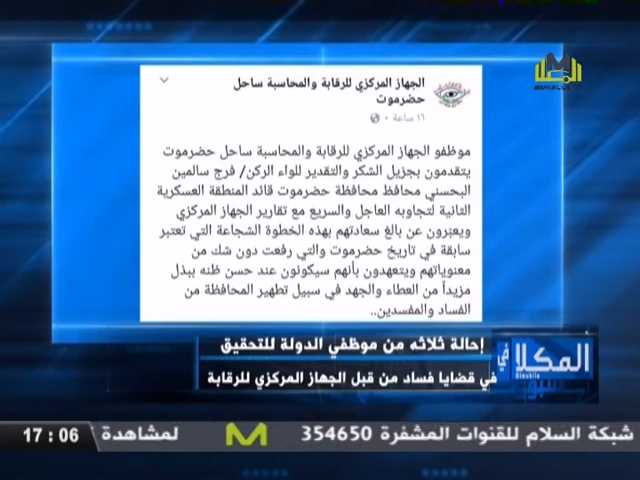 المكلا
الجهاز المركزي للرقابة والمحاسبة ساحل
حضرموت
١٦ ساعة
موظفو الجهاز المركزي للرقابة والمحاسبة ساحل حضرموت
يتقدمون بجزيل الشكر والتقدير للواء الركن/ فرج سالمين
البحسني محافظ محافظة حضرموت قائد المنطقة العسكرية
الثانية لتجاوبه العاجل والسريع مع تقارير الجهاز المركزي
ويعبرون عن بالغ سعادتهم بهذه الخطوة الشجاعة التي تعتبر
سابقة في تاريخ حضرموت والتي رفعت دون شك من
معنوياتهم ويتعهدون بأنهم سيكونون عند حسن ظنه ببذل
مزيداً من العطاء والجهد في سبيل تطهير المحافظة من
الفساد والمفسدين..
إحالة ثلاثه من موظفي الدولة للتحقيق
في قضايا فساد من قبل الجهاز المركزي للرقابة
المكلا
Almukalla
شبكة السلام للقنوات المشفرة 354650
M
لمشاهدة
17:06